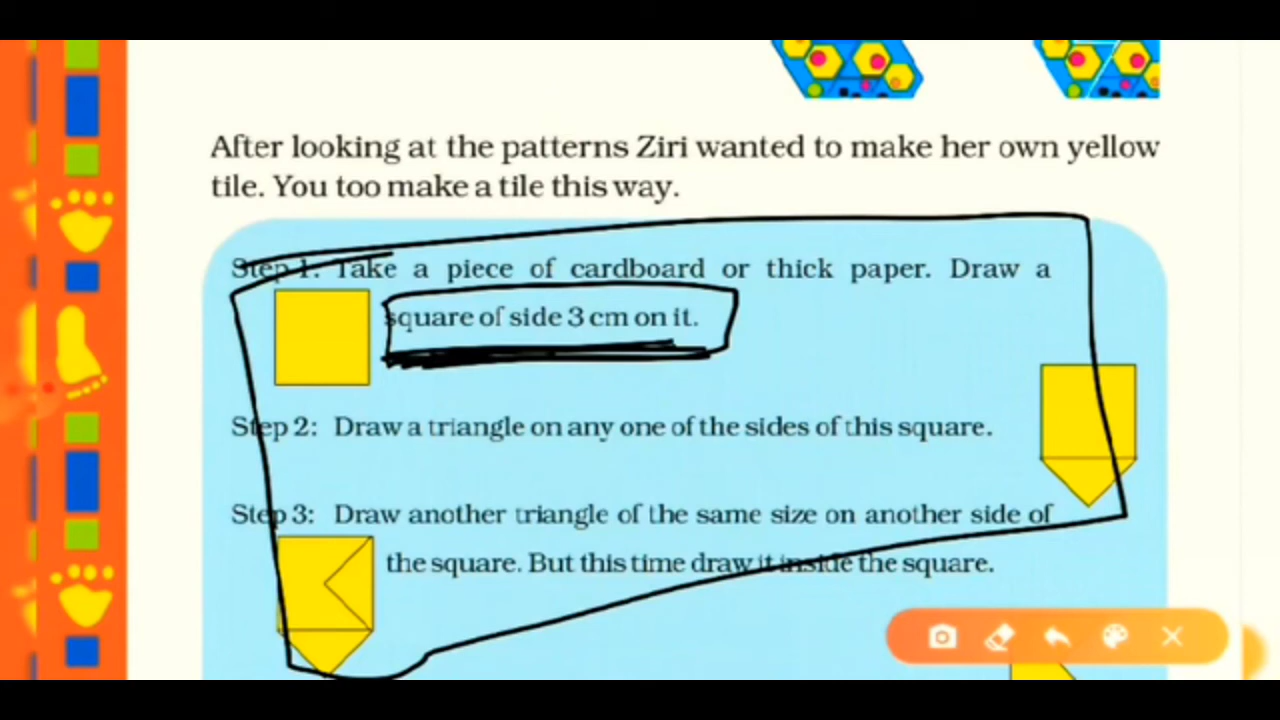 After looking at the patterns Ziri wanted to make her own yellow
tile. You too make a tile this way.
Step 1: Take a piece of cardboard or thick paper. Draw a
square of side 3 cm on it.
Step 2: Draw a triangle on any one of the sides of this square.
Step 3: Draw another triangle of the same size on another side of
the square. But this time draw it inside the square.